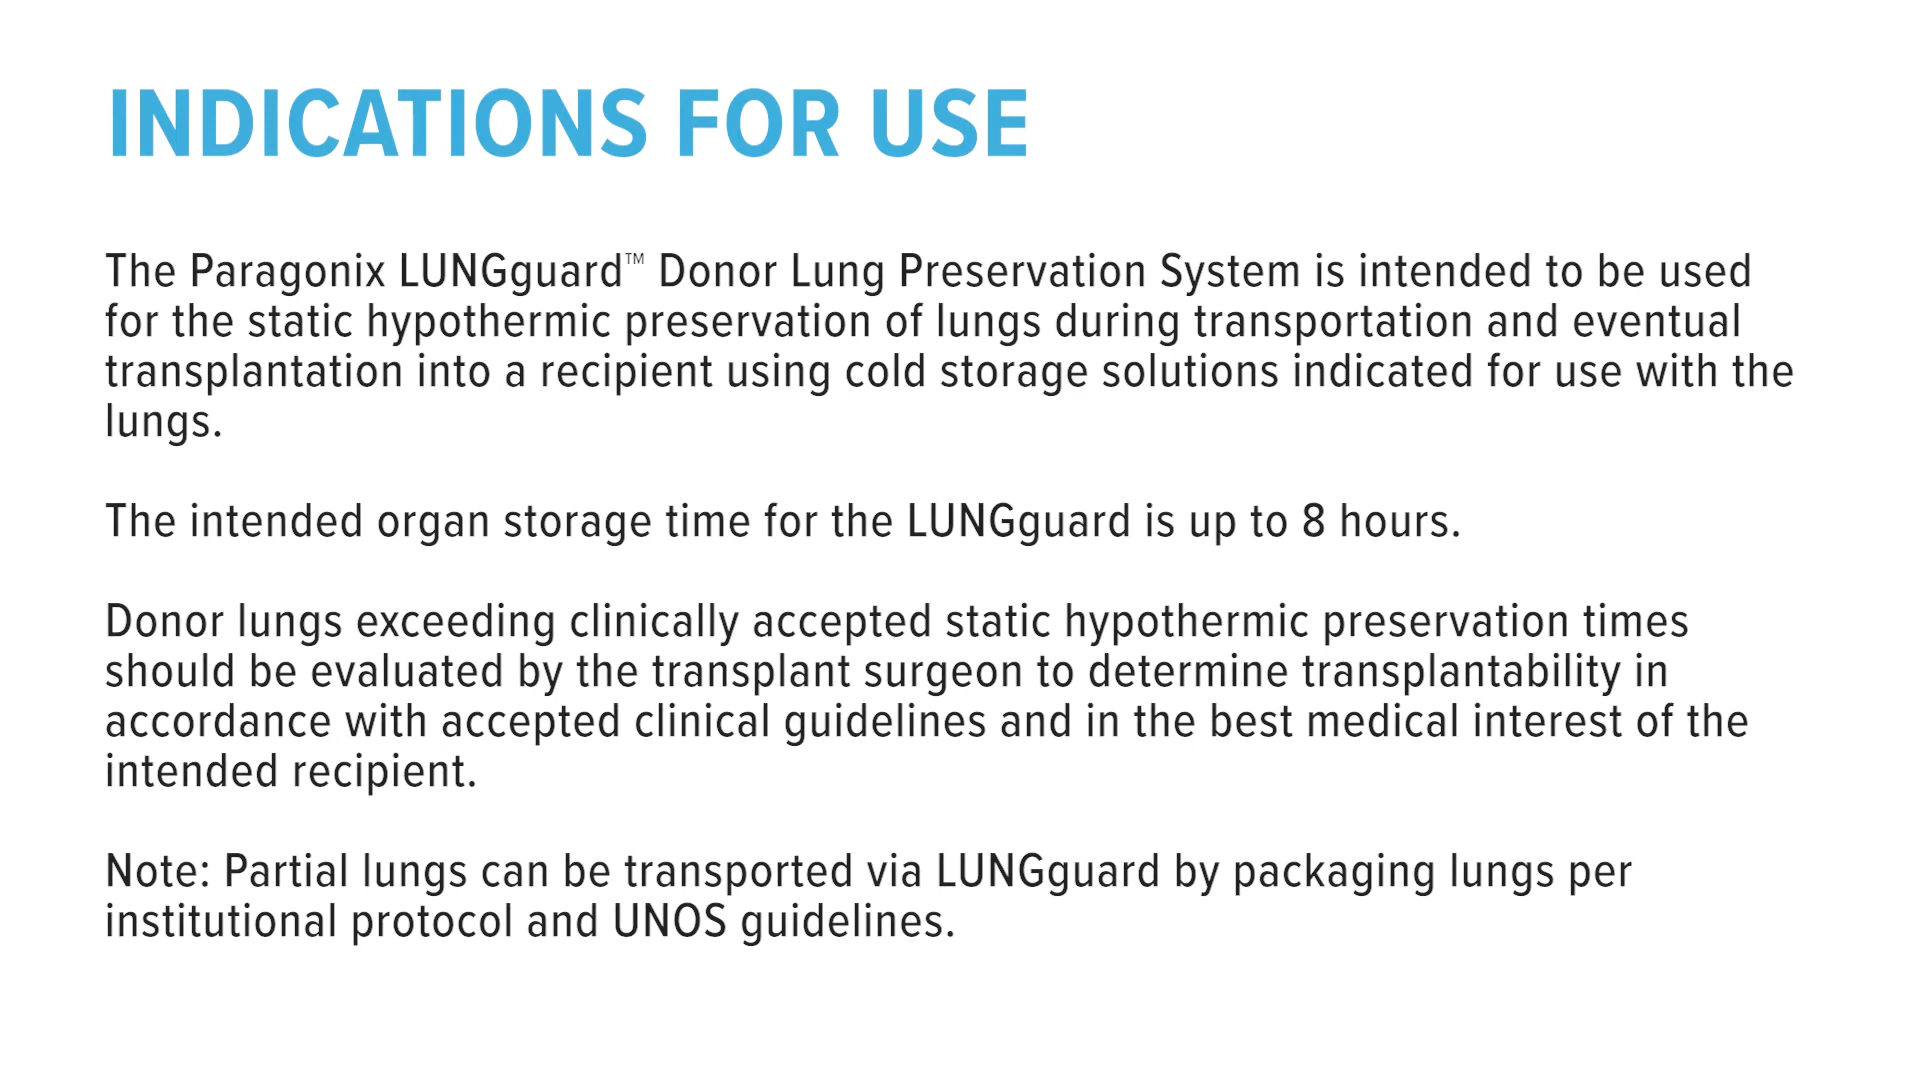 INDICATIONS FOR USE
The Paragonix LUNGguard™ Donor Lung Preservation System is intended to be used
for the static hypothermic preservation of lungs during transportation and eventual
transplantation into a recipient using cold storage solutions indicated for use with the
lungs.
The intended organ storage time for the LUNGguard is up to 8 hours.
Donor lungs exceeding clinically accepted static hypothermic preservation times
should be evaluated by the transplant surgeon to determine transplantability in
accordance with accepted clinical guidelines and in the best medical interest of the
intended recipient.
Note: Partial lungs can be transported via LUNGguard by packaging lungs per
institutional protocol and UNOS guidelines.